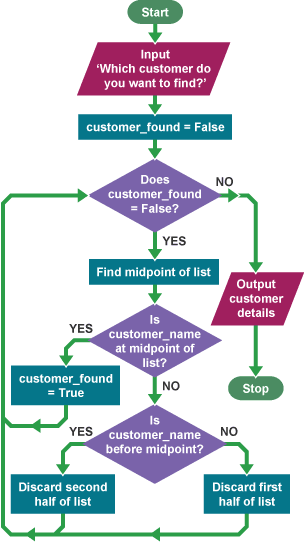 Start
Input
‘Which customer do
you want to find?’
customer_found = False
Does
customer_found
= False?
NO
YES
Find midpoint of list
Output
customer
details
Is
customer_name
at midpoint of
list?
YES
customer_found
= True
NO
Stop
Is
customer_name
before midpoint?
YES
NO
Discard second
half of list
Discard first
half of list